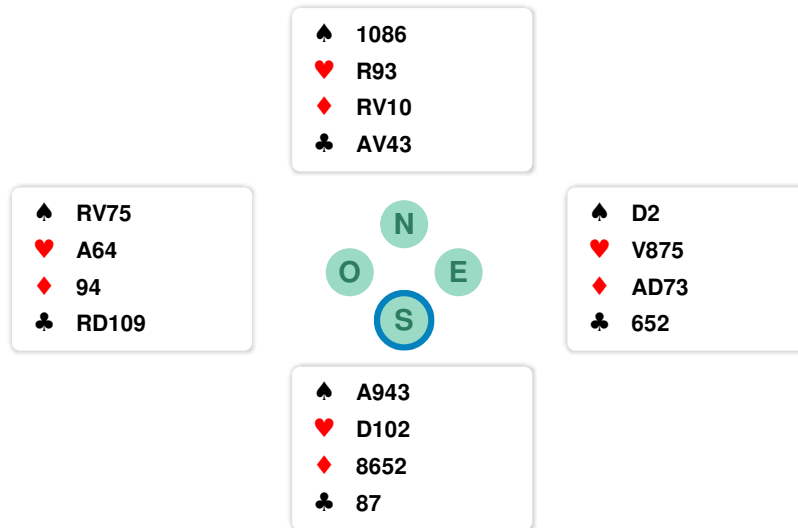 ♠ 1086
♥ R93
♦ RV10
♣ AV43
♠ RV75
♥ A64
♦ 94
♣ RD109
N
O
E
S
♠ D2
♥ V875
♦ AD73
♣ 652
♠ A943
♥ D102
♦ 8652
♣ 87